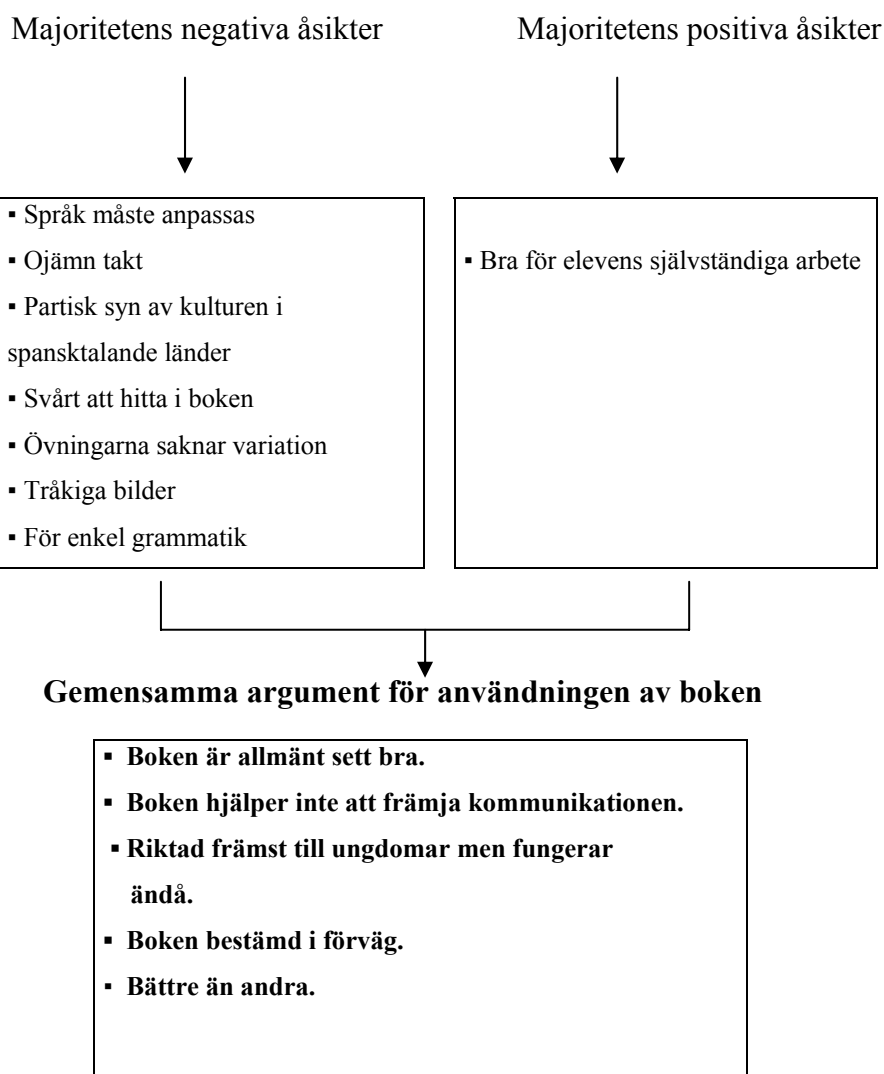 Majoritetens negativa åsikter
Majoritetens positiva åsikter
▪ Språk måste anpassas
▪ Ojämn takt
▪ Partisk syn av kulturen i
spansktalande länder
▪ Svårt att hitta i boken
▪ Övningarna saknar variation
▪ Tråkiga bilder
▪ För enkel grammatik
▪ Bra för elevens självständiga arbete
Gemensamma argument för användningen av boken
▪ Boken är allmänt sett bra.
▪ Boken hjälper inte att främja kommunikationen.
▪ Riktad främst till ungdomar men fungerar
ändå.
▪ Boken bestämd i förväg.
▪ Bättre än andra.